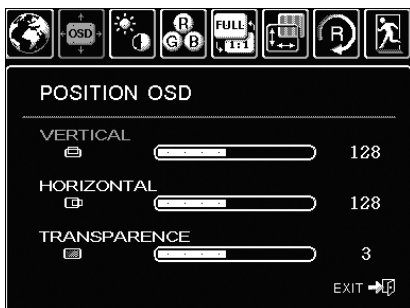 OSD
R
G B
FULL
1:1
R
POSITION OSD
VERTICAL
128
HORIZONTAL
128
TRANSPARENCE
3
EXIT